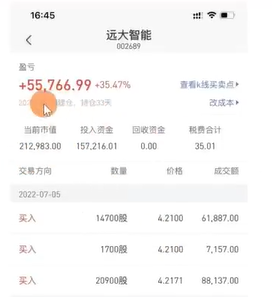 16:45
远大智能
002689
盈亏
+55,766.99 +35.47%
查看k线买卖点
建仓, 持仓33天
改成本
当前市值 投入资金 回收资金 税费合计
212,983.00 157,216.01 0.00 35.01
交易方向 数量 价格 成交额
2022-07-05
买入 14700股 4.2100 61,887.00
买入 1700股 4.2100 7,157.00
买入 20900股 4.2171 88,137.00